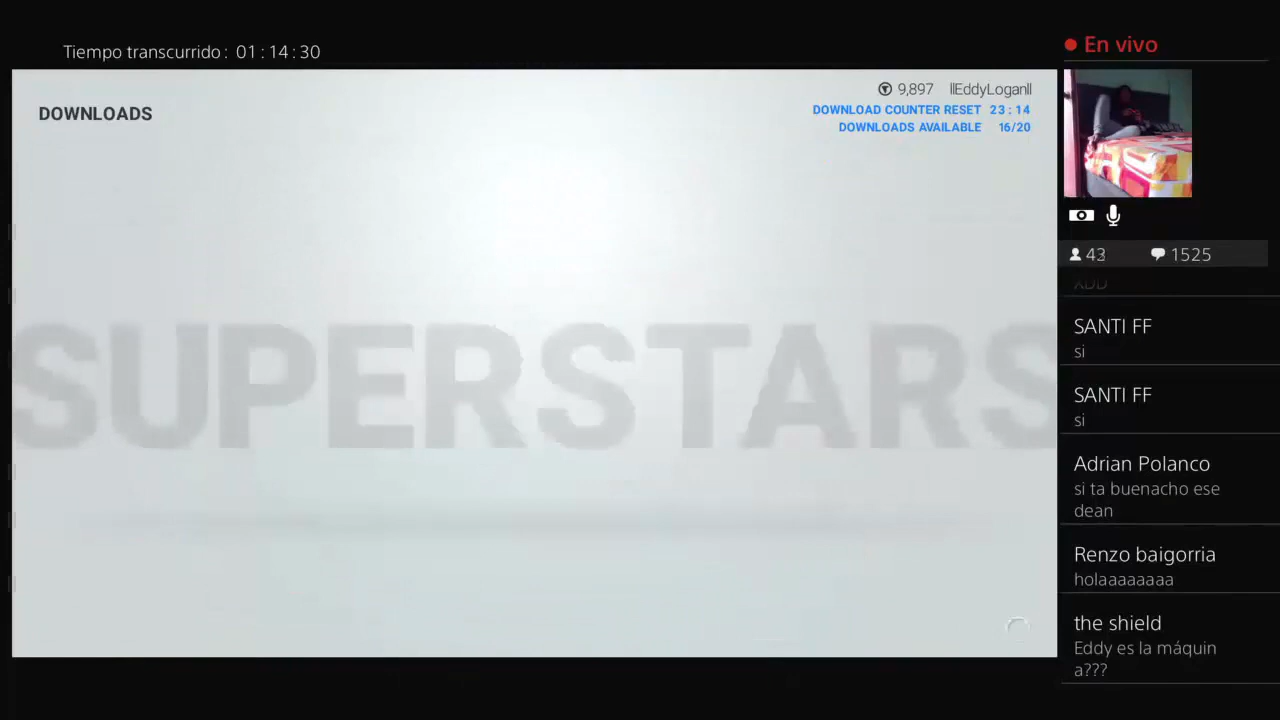 Tiempo transcurrido : 01 : 14 : 30
En vivo
9,897 llEddyLoganll
DOWNLOADS
DOWNLOAD COUNTER RESET 23 : 14
DOWNLOADS AVAILABLE 16/20
SUPERSTARS
43 1525
XDD
SANTI FF
si
SANTI FF
si
Adrian Polanco
si ta buenacho ese
dean
Renzo baigorria
holaaaaaaaa
the shield
Eddy es la máquin
a???